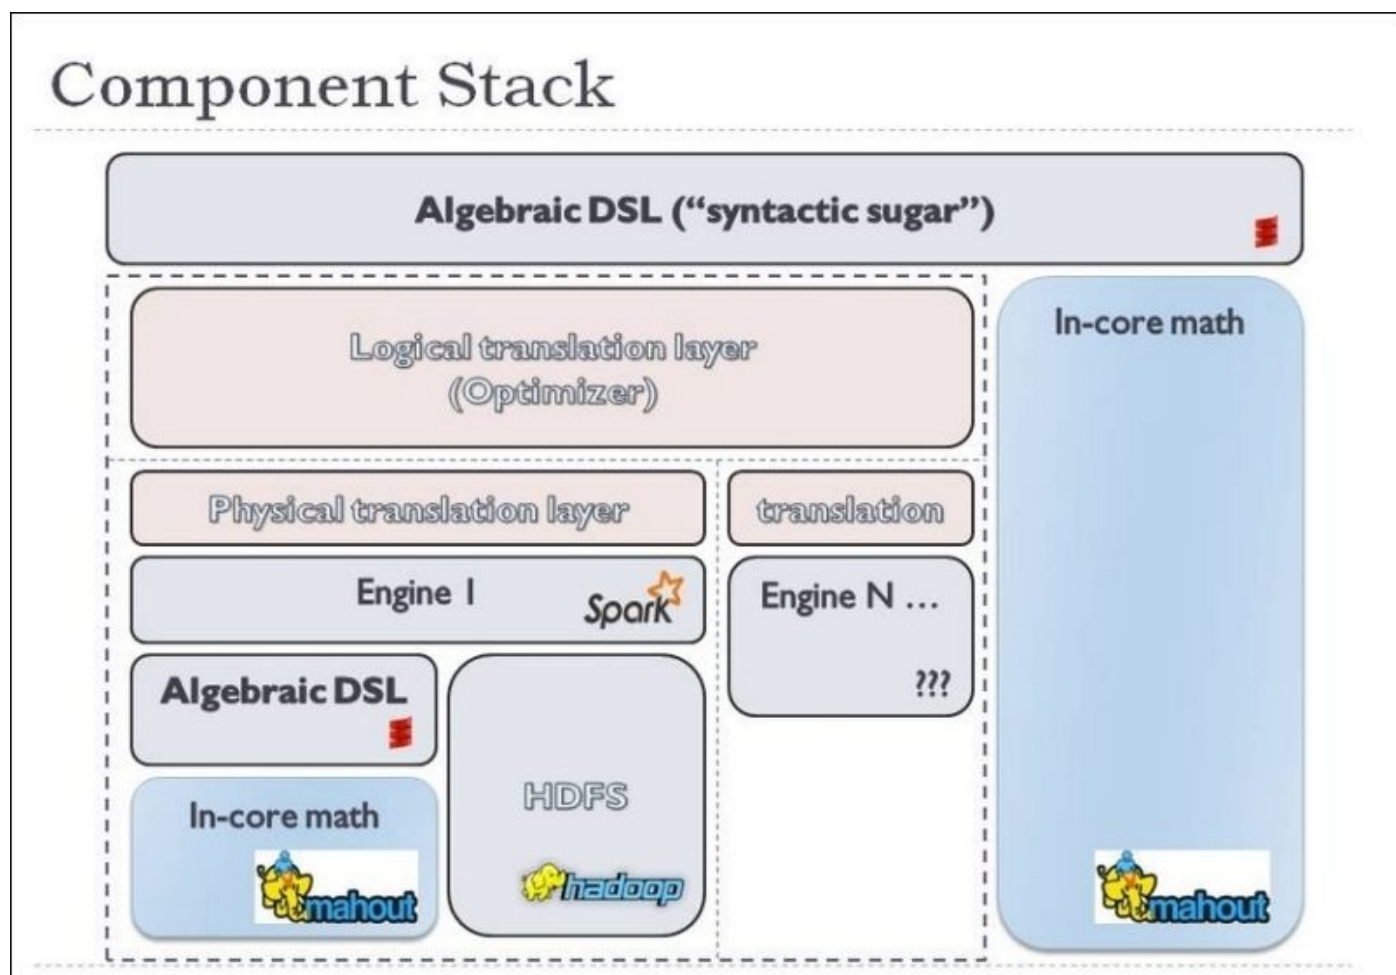 Component Stack
Algebraic DSL (“syntactic sugar”)
Logical translation layer
(Optimizer)
In-core math
Physical translation layer
translation
Engine 1
Spark
Engine N ...
???
Algebraic DSL
HDFS
hadoop
In-core math
mahout
mahout